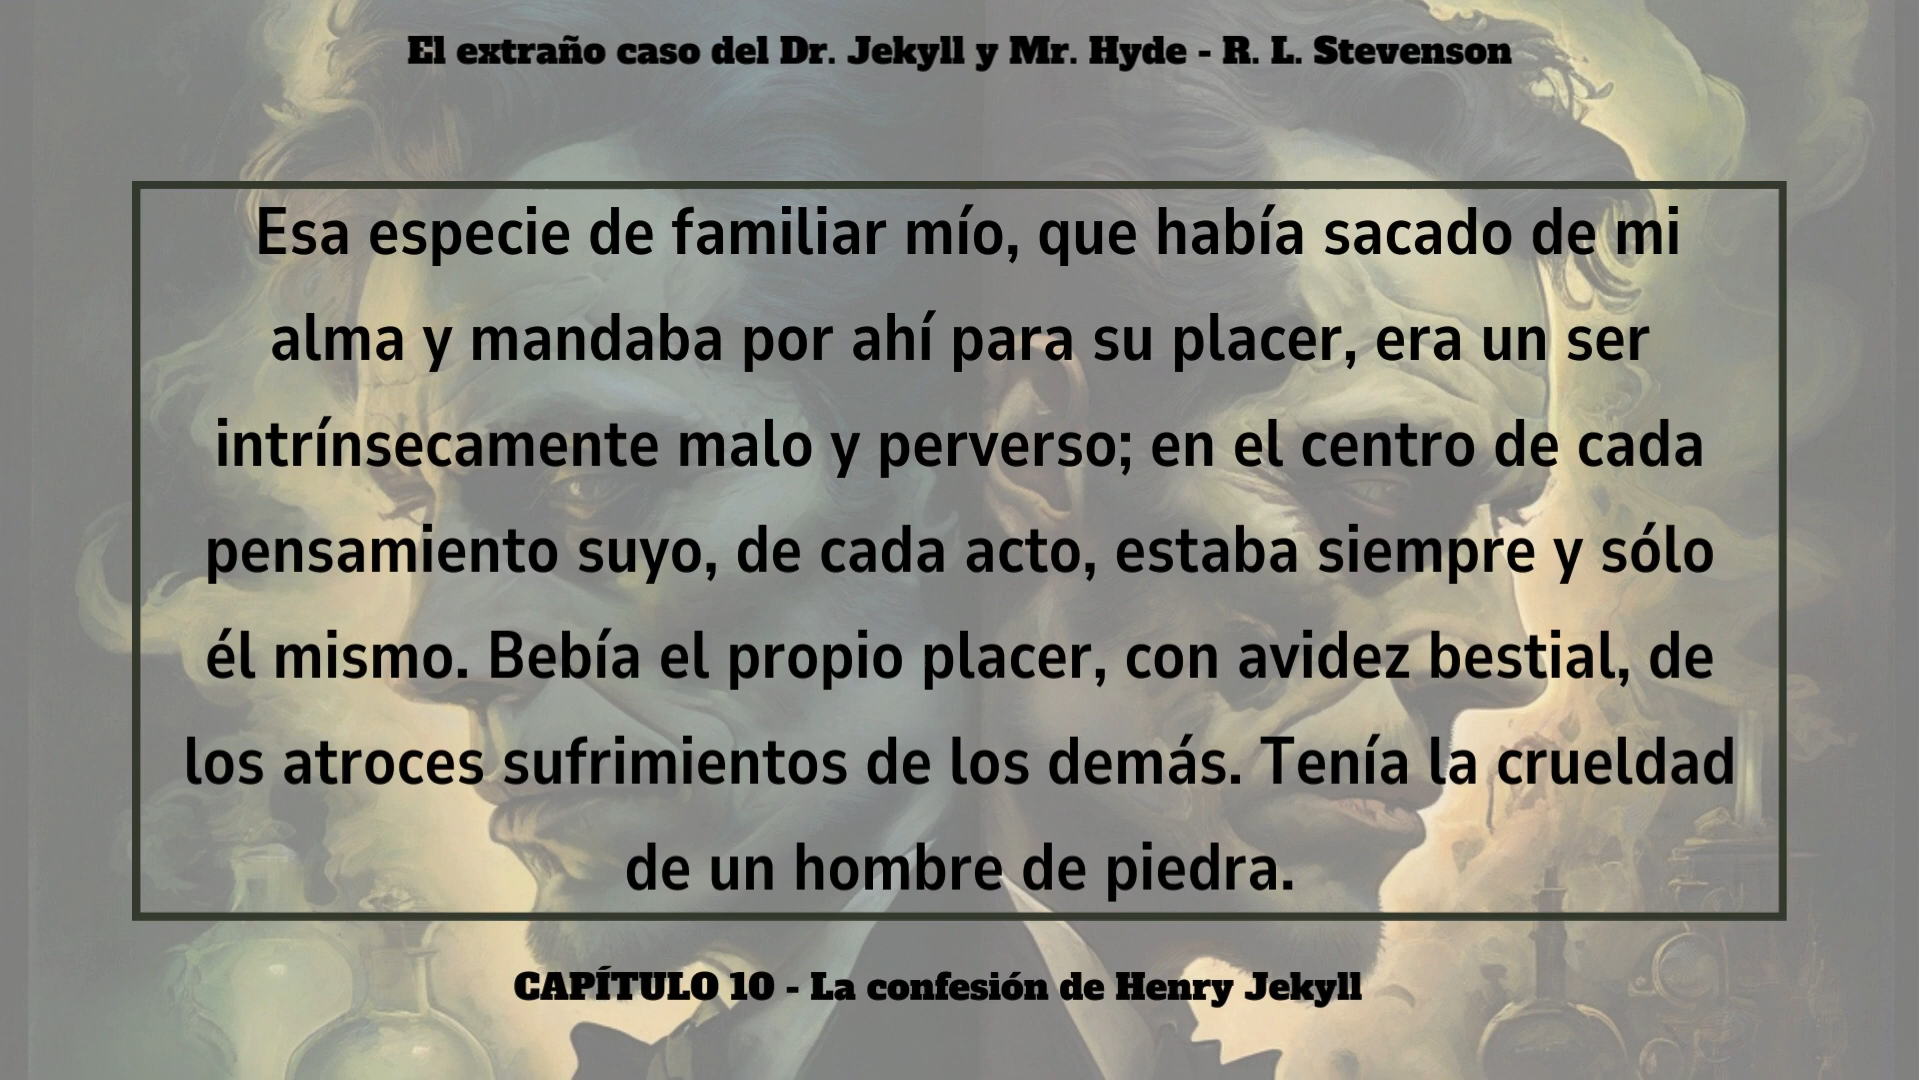 El extraño caso del Dr. Jekyll y Mr. Hyde - R. L. Stevenson
Esa especie de familiar mío, que había sacado de mi
alma y mandaba por ahí para su placer, era un ser
intrínsecamente malo y perverso; en el centro de cada
pensamiento suyo, de cada acto, estaba siempre y sólo
él mismo. Bebía el propio placer, con avidez bestial, de
los atroces sufrimientos de los demás. Tenía la crueldad
de un hombre de piedra.
CAPÍTULO 10 - La confesión de Henry Jekyll